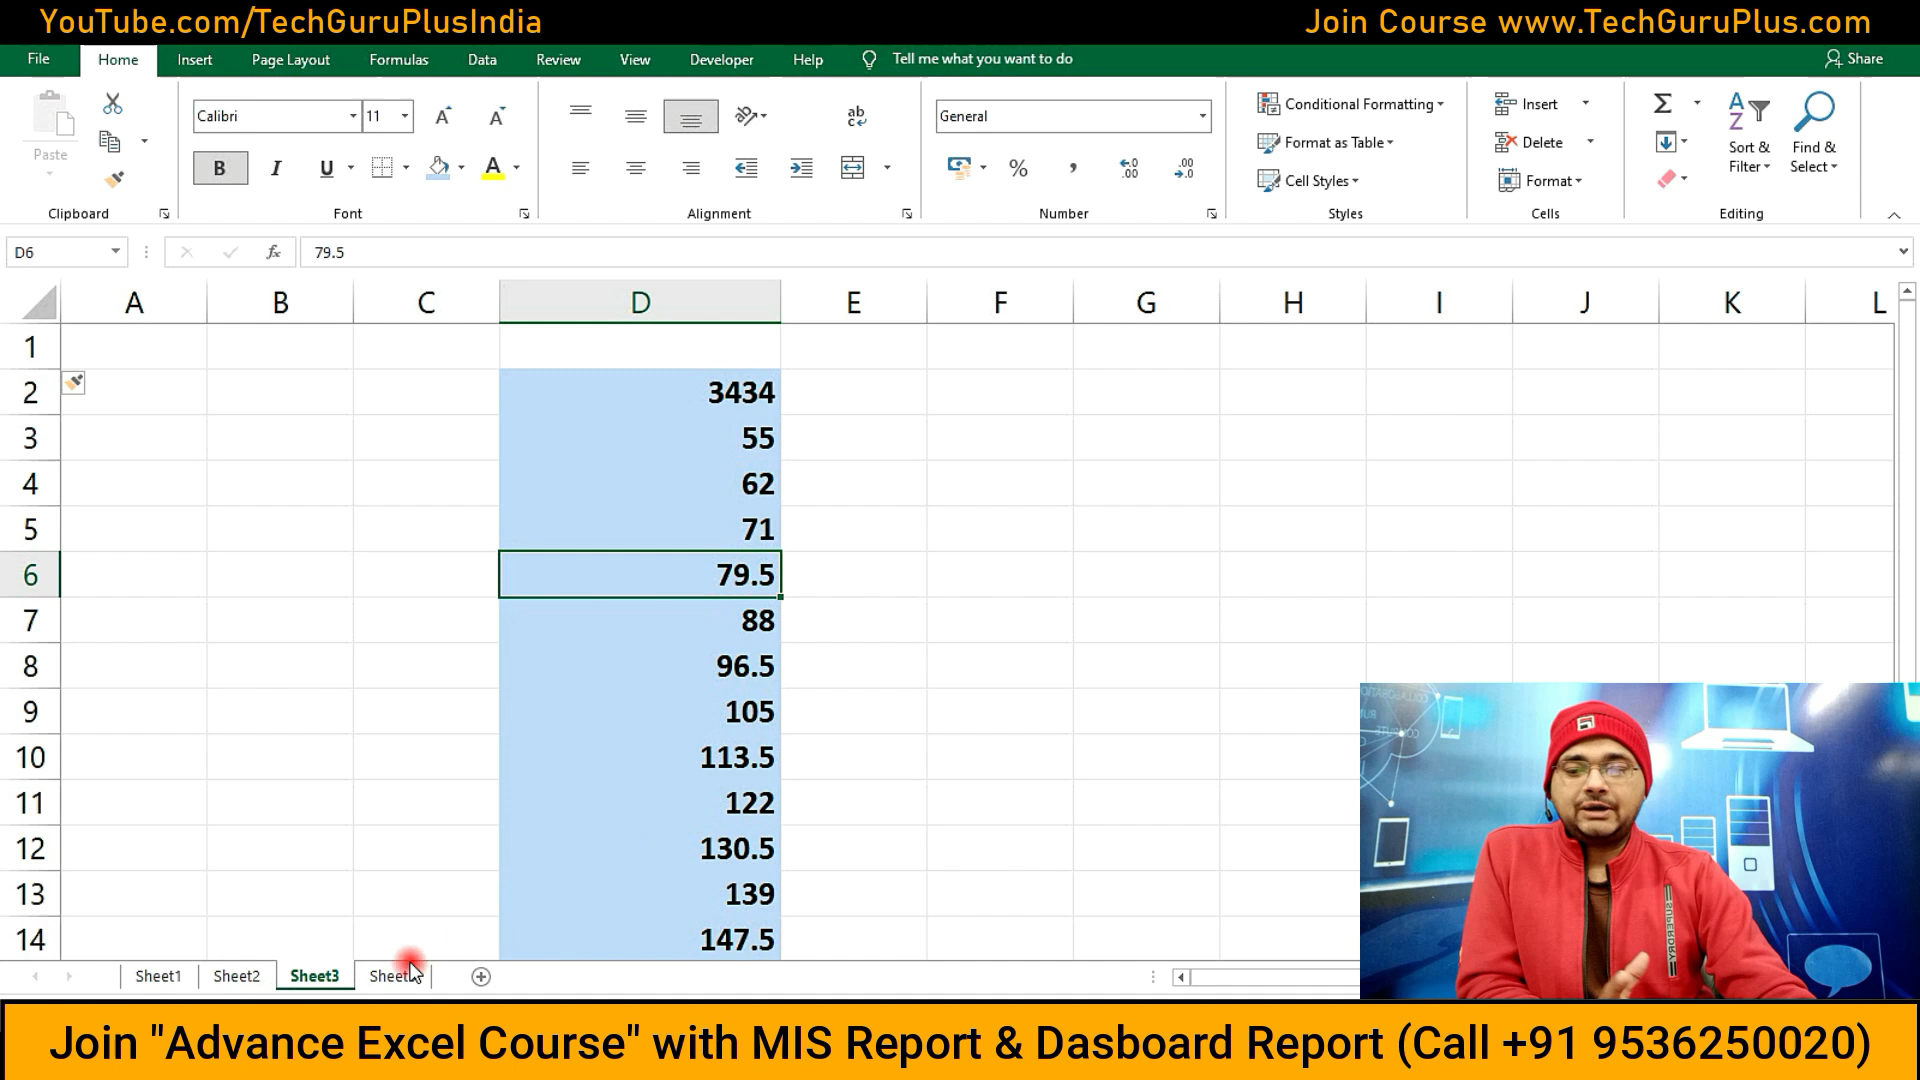 YouTube.com/TechGuruPlusIndia
Join Course www.TechGuruPlus.com
File Home Insert Page Layout Formulas Data Review View Developer Help Tell me what you want to do Share
Paste
Clipboard
Calibri 11
B I U A
Font
ab
Alignment
General
% ,
Number
Conditional Formatting
Format as Table
Cell Styles
Styles
Insert
Delete
Format
Cells
Σ
Sort & Filter
Find & Select
Editing
D6 fx 79.5
A B C D E F G H I J K L
1
2 3434
3 55
4 62
5 71
6 79.5
7 88
8 96.5
9 105
10 113.5
11 122
12 130.5
13 139
14 147.5
SUPERDRY
Sheet1 Sheet2 Sheet3
Join "Advance Excel Course" with MIS Report & Dasboard Report (Call +91 9536250020)